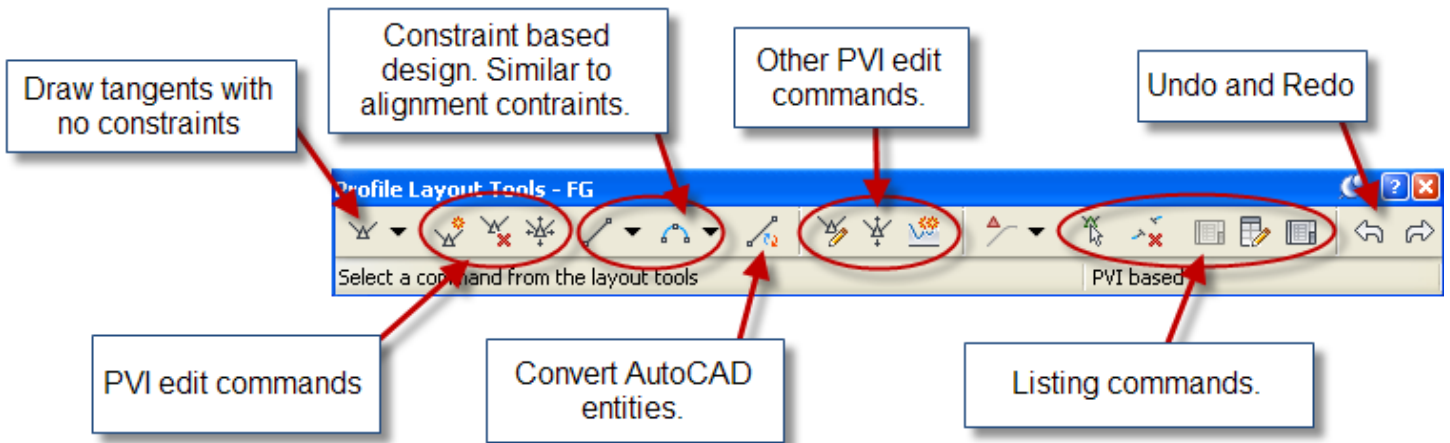 Constraint based
design. Similar to
alignment contraints.
Other PVI edit
commands.
Draw tangents with
no constraints
Undo and Redo
Profile Layout Tools - FG
Select a command from the layout tools
PVI based
PVI edit commands
Convert AutoCAD
entities.
Listing commands.